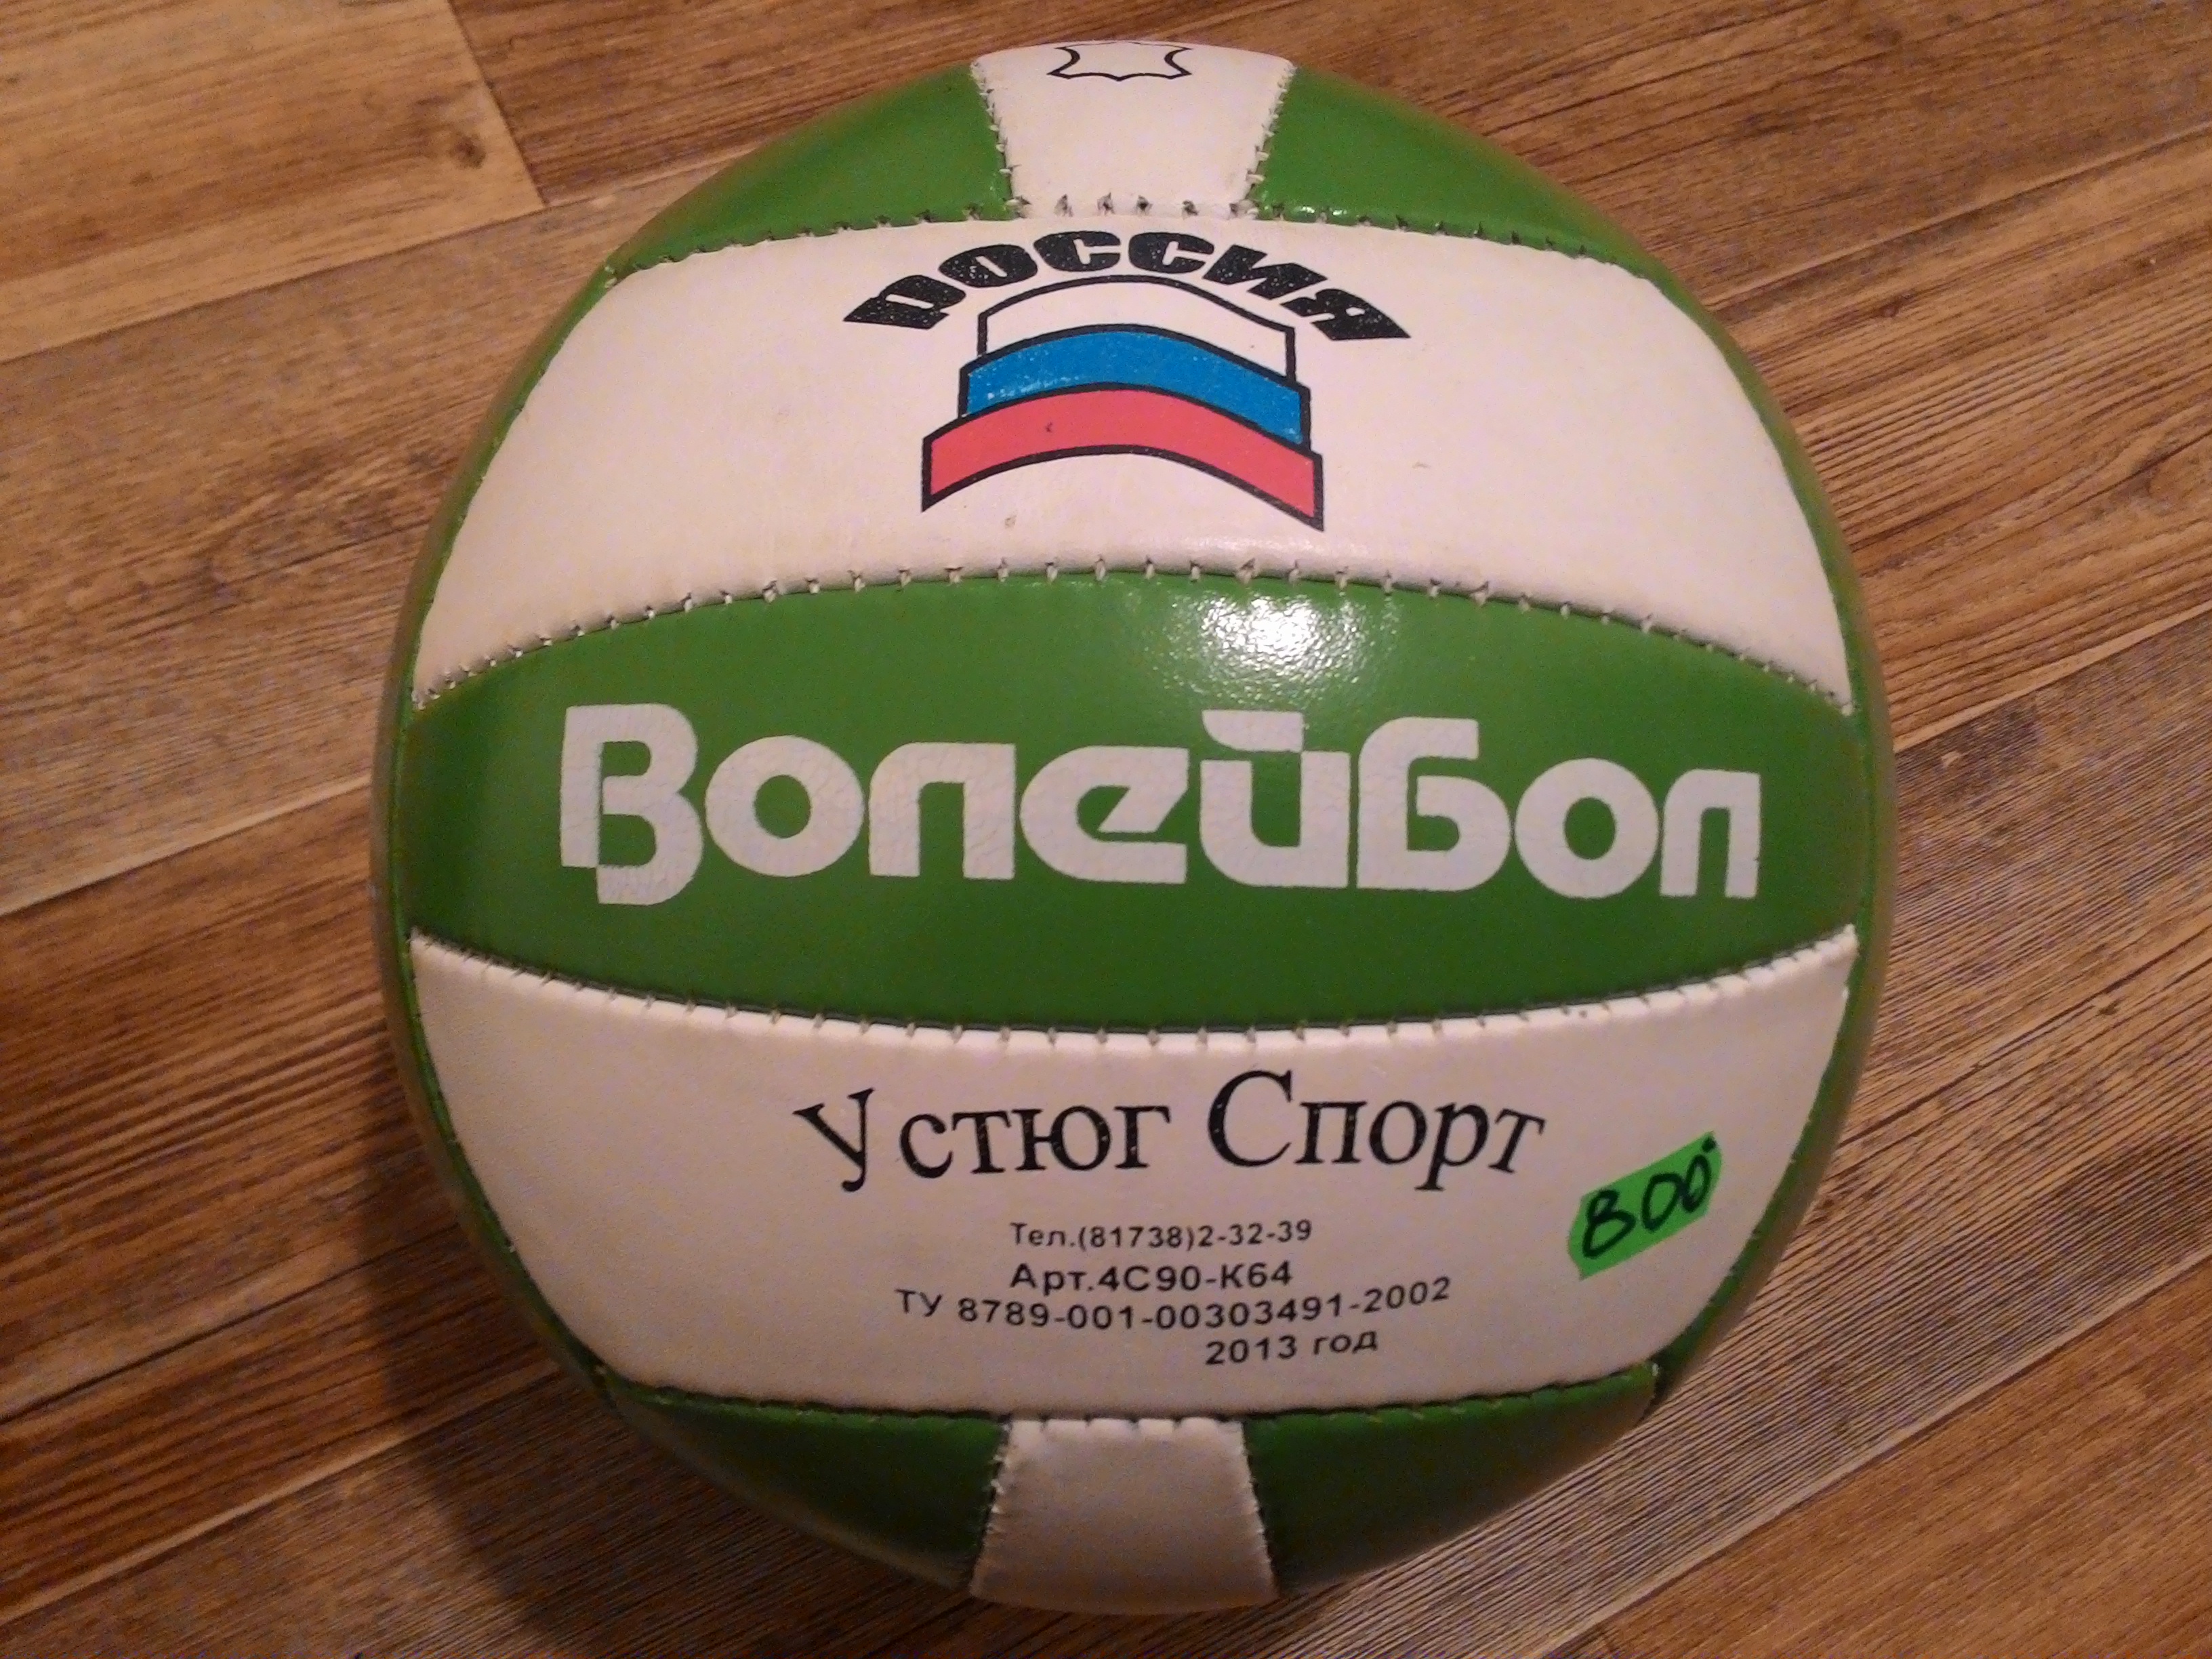 россия
Волейбол
Устюг Спорт
800
Тел.(81738)2-32-39
Арт.4С90-К64
ТУ 8789-001-00303491-2002
2013 год